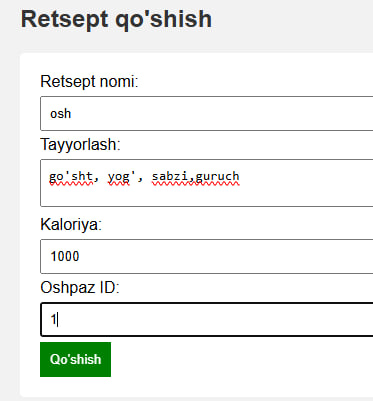 Retsept qo'shish
Retsept nomi:
osh
Tayyorlash:
go'sht, yog', sabzi,guruch
Kaloriya:
1000
Oshpaz ID:
1
Qo'shish